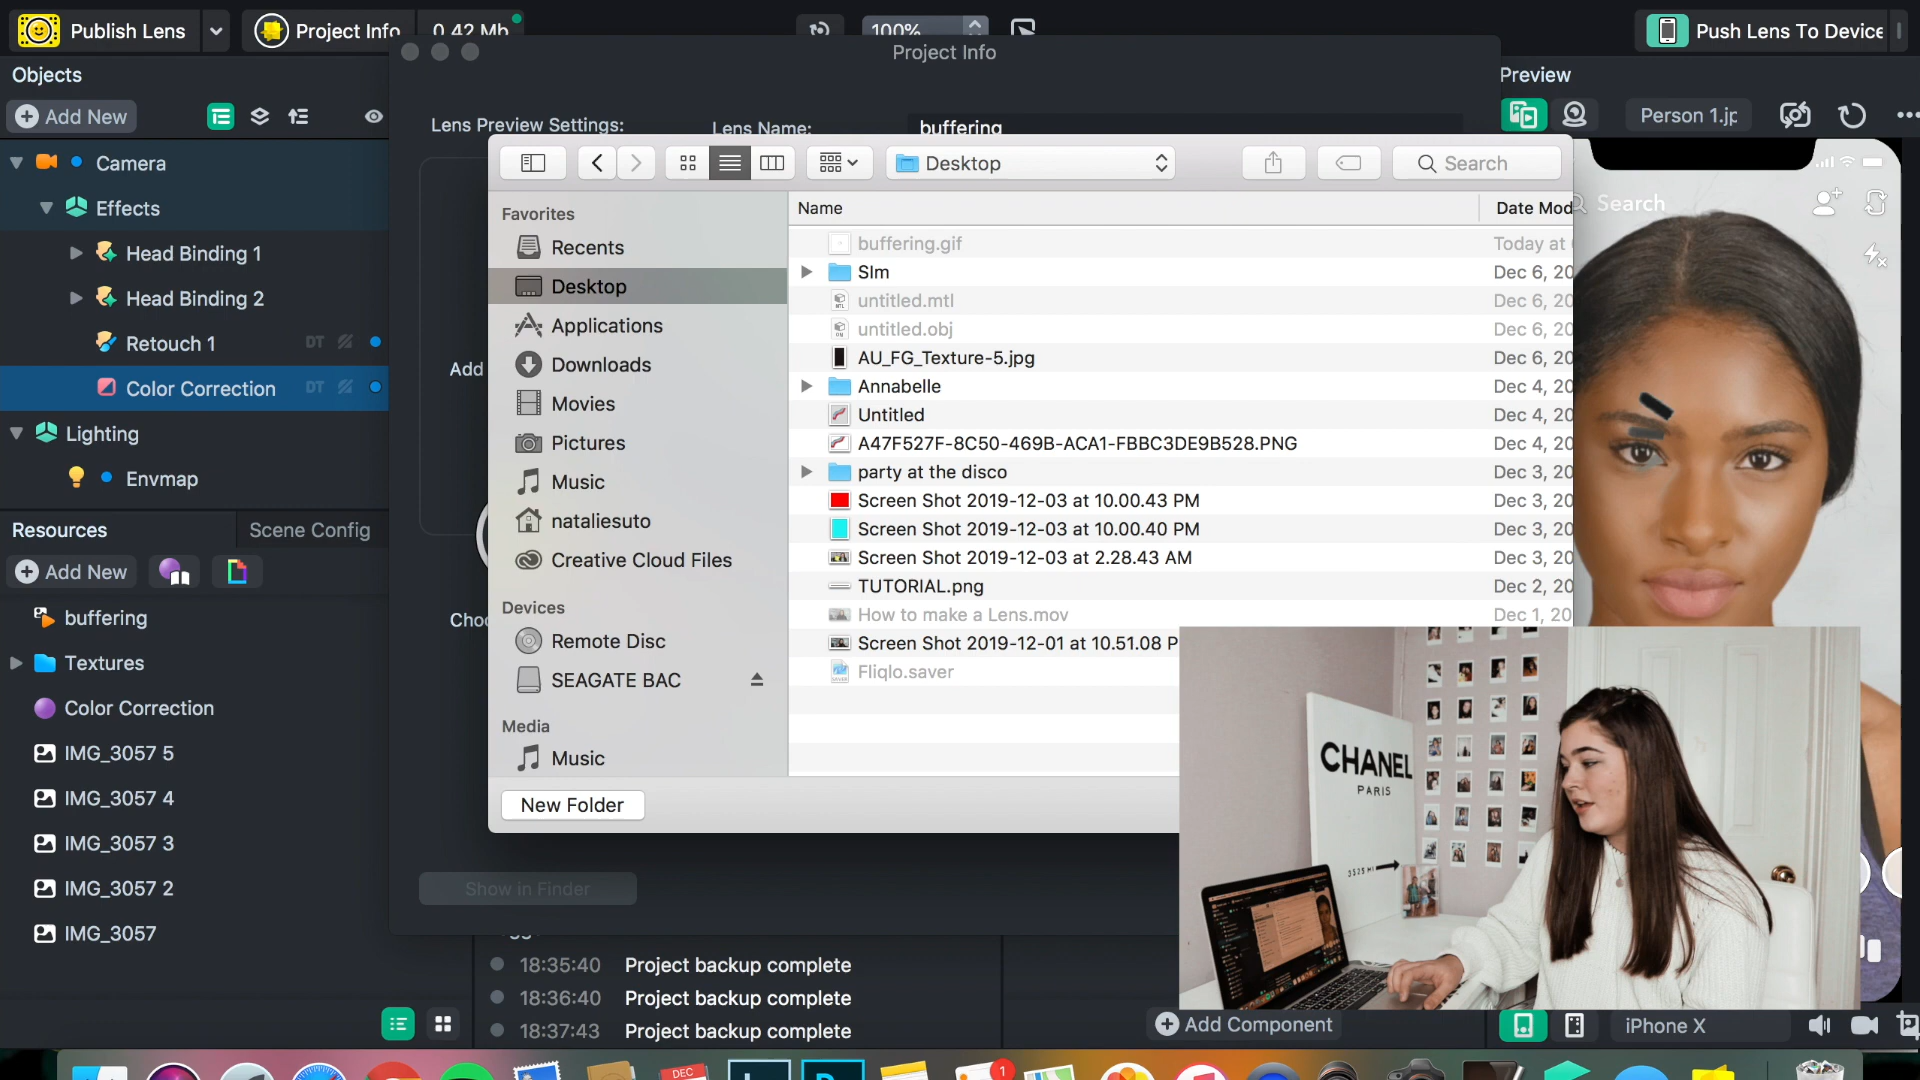 Publish Lens
Project Info
0.42 Mb
100%
Push Lens To Device
Project Info
Objects
Preview
Add New
Person 1.jp
Lens Preview Settings:
Lens Name:
buffering
Camera
Effects
Head Binding 1
Head Binding 2
Retouch 1
DT
Color Correction
DT
Lighting
Envmap
Desktop
Search
Favorites
Recents
Desktop
Applications
Downloads
Movies
Pictures
Music
nataliesuto
Creative Cloud Files
Devices
Remote Disc
SEAGATE BAC
Media
Music
Name
Date Mod
buffering.gif
Today at
SIm
Dec 6, 20
untitled.mtl
Dec 6, 20
untitled.obj
Dec 6, 20
AU_FG_Texture-5.jpg
Dec 6, 20
Annabelle
Dec 4, 20
Untitled
Dec 4, 20
A47F527F-8C50-469B-ACA1-FBBC3DE9B528.PNG
Dec 4, 20
party at the disco
Dec 3, 20
Screen Shot 2019-12-03 at 10.00.43 PM
Dec 3, 20
Screen Shot 2019-12-03 at 10.00.40 PM
Dec 3, 20
Screen Shot 2019-12-03 at 2.28.43 AM
Dec 3, 20
TUTORIAL.png
Dec 2, 20
How to make a Lens.mov
Dec 1, 20
Screen Shot 2019-12-01 at 10.51.08 P
Fliqlo.saver
New Folder
Search
Add
Choo
Show in Finder
Resources
Scene Config
Add New
buffering
Textures
Color Correction
IMG_3057 5
IMG_3057 4
IMG_3057 3
IMG_3057 2
IMG_3057
18:35:40 Project backup complete
18:36:40 Project backup complete
18:37:43 Project backup complete
CHANEL
PARIS
Add Component
iPhone X
DEC
1